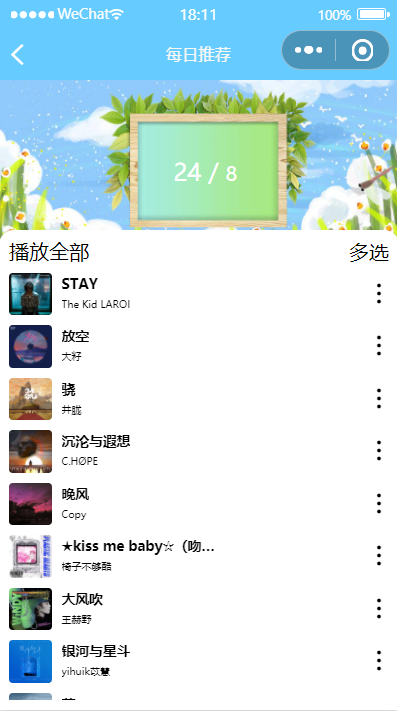 WeChat 18:11 100%
每日推荐
24 / 8
播放全部 多选
STAY
The Kid LAROI
放空
大籽
骁
井胧
沉沦与遐想
C.HØPE
晚风
Copy
★kiss me baby☆（吻...
椅子不够酷
大风吹
王赫野
银河与星斗
yihuik苡慧